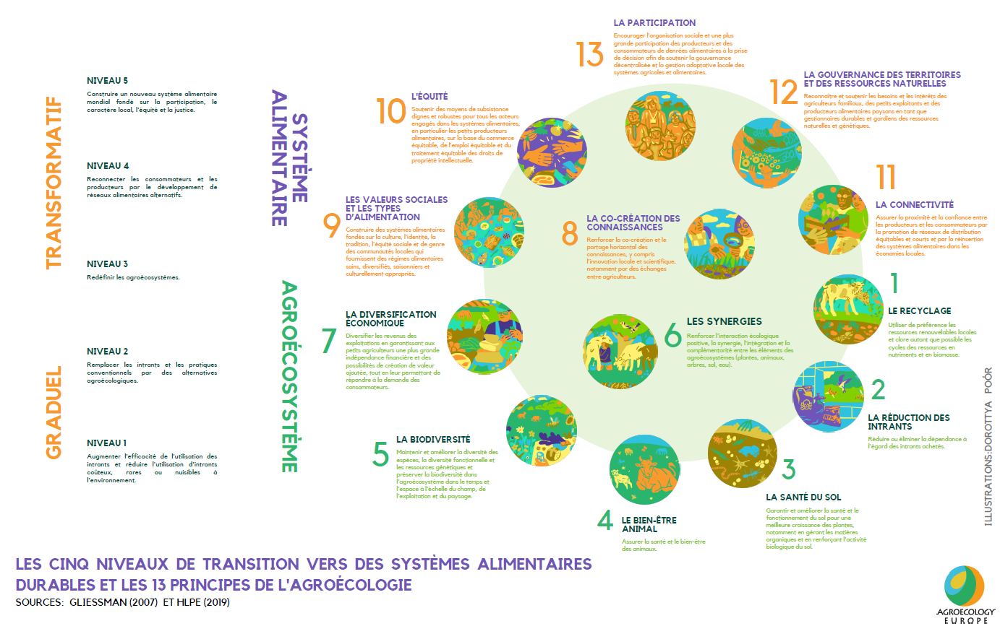 TRANSFORMATIF
GRADUEL
NIVEAU 5
Construire un nouveau système alimentaire
mondial fondé sur la participation, le
caractère local, l'équité et la justice.
NIVEAU 4
Reconnecter les consommateurs et les
producteurs par le développement de
réseaux alimentaires alternatifs.
NIVEAU 3
Redéfinir les agroécosystèmes.
NIVEAU 2
Remplacer les intrants et les pratiques
conventionnels par des alternatives
agroécologiques.
NIVEAU 1
Augmenter l'efficacité de l'utilisation des
intrants et réduire l'utilisation d'intrants
coûteux, rares ou nuisibles à
l'environnement.
SYSTÈME
ALIMENTAIRE
AGROÉCOSYSTÈME
13
LA PARTICIPATION
Encourager l'organisation sociale et une plus
grande participation des producteurs et des
consommateurs de denrées alimentaires à la prise
de décision afin de soutenir la gouvernance
décentralisée et la gestion adaptative locale des
systèmes agricoles et alimentaires.
12
LA GOUVERNANCE DES TERRITOIRES
ET DES RESSOURCES NATURELLES
Reconnaître et soutenir les besoins et les intérêts des
agriculteurs familiaux, des petits exploitants et des
producteurs alimentaires paysans en tant que
gestionnaires durables et gardiens des ressources
naturelles et génétiques.
10
L'ÉQUITÉ
Soutenir des moyens de subsistance
dignes et robustes pour tous les acteurs
engagés dans les systèmes alimentaires,
en particulier les petits producteurs
alimentaires, sur la base du commerce
équitable, de l'emploi équitable et du
traitement équitable des droits de
propriété intellectuelle.
11
LA CONNECTIVITÉ
Assurer la proximité et la confiance entre
les producteurs et les consommateurs par
la promotion de réseaux de distribution
équitables et courts et par la réinsertion
des systèmes alimentaires dans les
économies locales.
9
LES VALEURS SOCIALES
ET LES TYPES
D'ALIMENTATION
Construire des systèmes alimentaires
fondés sur la culture, l'identité, la
tradition, l'équité sociale et de genre
des communautés locales qui
fournissent des régimes alimentaires
sains, diversifiés, saisonniers et
culturellement appropriés.
8
LA CO-CRÉATION DES
CONNAISSANCES
Renforcer la co-création et le
partage horizontal des
connaissances, y compris
l'innovation locale et scientifique,
notamment par des échanges
entre agriculteurs.
1
LE RECYCLAGE
Utiliser de préférence les
ressources renouvelables locales
et clore autant que possible les
cycles des ressources en
nutriments et en biomasse.
7
LA DIVERSIFICATION
ÉCONOMIQUE
Diversifier les revenus des
exploitations en garantissant aux
petits agriculteurs une plus grande
indépendance financière et des
possibilités de création de valeur
ajoutée, tout en leur permettant de
répondre à la demande des
consommateurs.
6
LES SYNERGIES
Renforcer l'interaction écologique
positive, la synergie, l'intégration et la
complémentarité entre les éléments des
agroécosystèmes (plantes, animaux,
arbres, sol, eau).
2
LA RÉDUCTION DES
INTRANTS
Réduire ou éliminer la dépendance à
l'égard des intrants achetés.
5
LA BIODIVERSITÉ
Maintenir et améliorer la diversité des
espèces, la diversité fonctionnelle et
les ressources génétiques et
préserver la biodiversité dans
l'agroécosystème dans le temps et
l'espace à l'échelle du champ, de
l'exploitation et du paysage.
3
LA SANTÉ DU SOL
Garantir et améliorer la santé et le
fonctionnement du sol pour une
meilleure croissance des plantes,
notamment en gérant les matières
organiques et en renforçant l'activité
biologique du sol.
4
LE BIEN-ÊTRE
ANIMAL
Assurer la santé et le bien-être
des animaux.
ILLUSTRATIONS:DOROTTYA POÓR
LES CINQ NIVEAUX DE TRANSITION VERS DES SYSTÈMES ALIMENTAIRES
DURABLES ET LES 13 PRINCIPES DE L'AGROÉCOLOGIE
SOURCES: GLIESSMAN (2007) ET HLPE (2019)
AGROECOLOGY
EUROPE